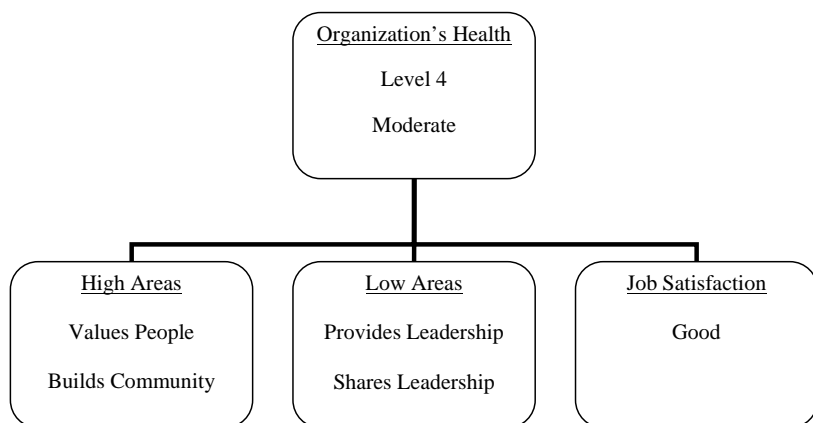 Organization’s Health
Level 4
Moderate
High Areas
Values People
Builds Community
Low Areas
Provides Leadership
Shares Leadership
Job Satisfaction
Good